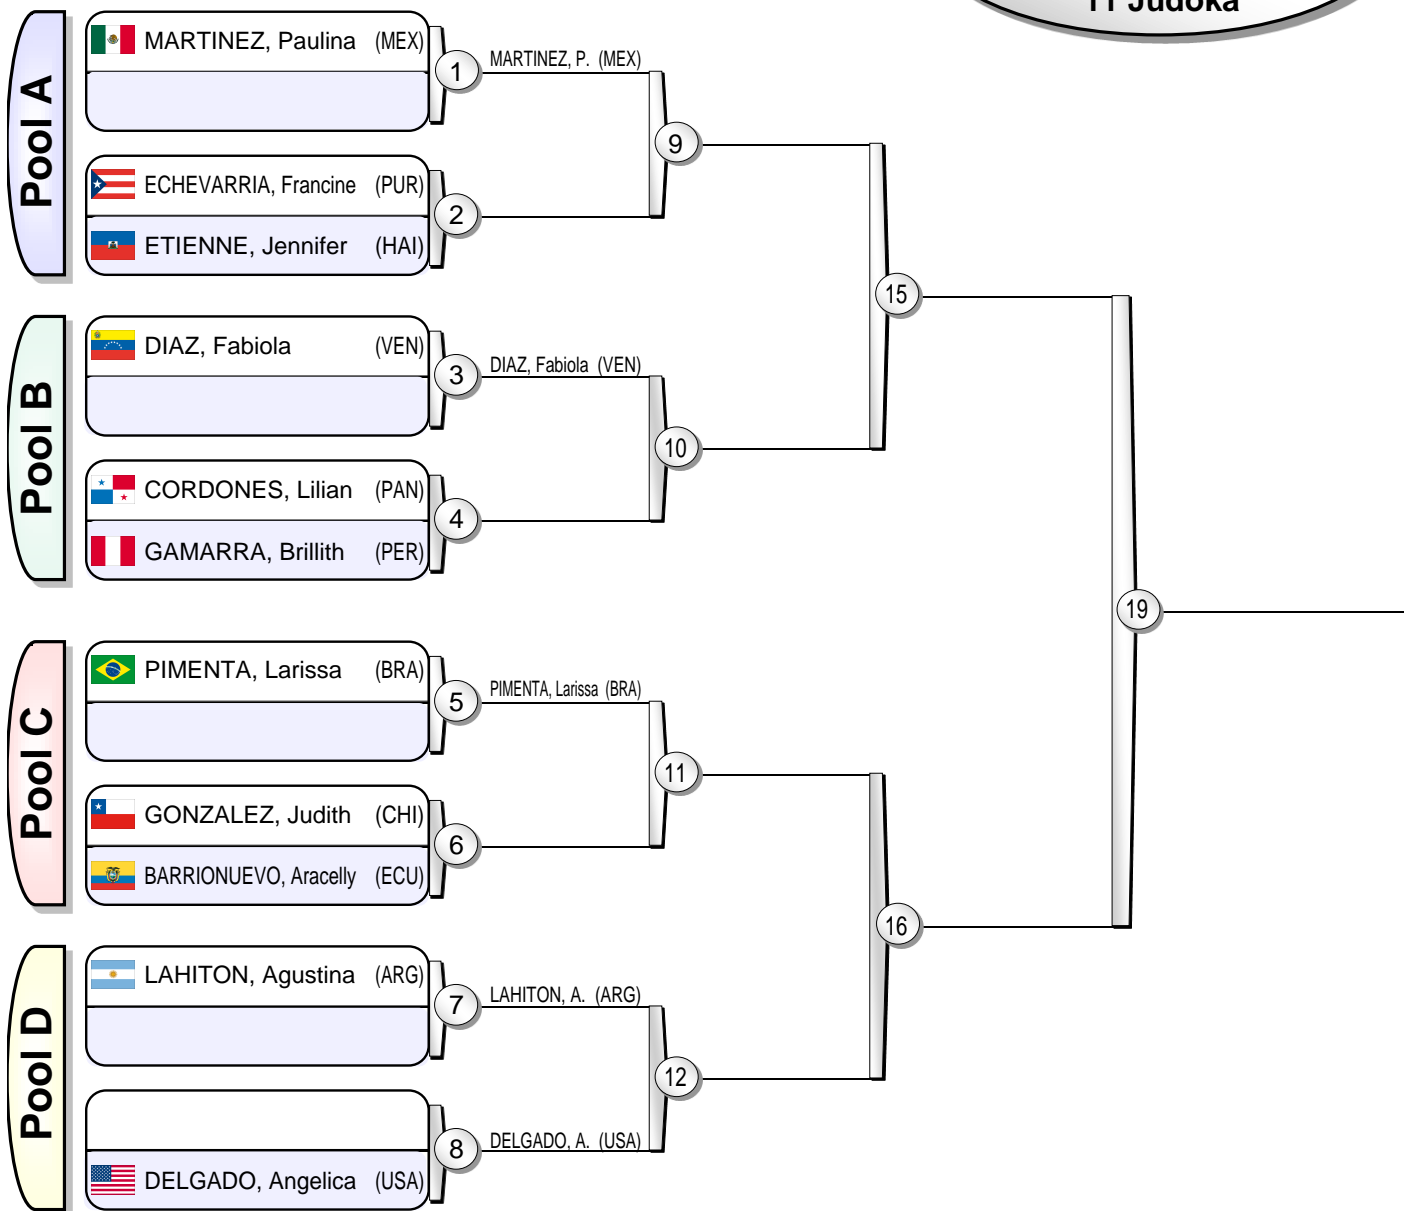 11 Judoka
Pool A
MARTINEZ, Paulina (MEX)
1
MARTINEZ, P. (MEX)
9
ECHEVARRIA, Francine (PUR)
2
ETIENNE, Jennifer (HAI)
15
Pool B
DIAZ, Fabiola (VEN)
3
DIAZ, Fabiola (VEN)
10
CORDONES, Lilian (PAN)
4
GAMARRA, Brillith (PER)
19
Pool C
PIMENTA, Larissa (BRA)
5
PIMENTA, Larissa (BRA)
11
GONZALEZ, Judith (CHI)
6
BARRIONUEVO, Aracelly (ECU)
16
Pool D
LAHITON, Agustina (ARG)
7
LAHITON, A. (ARG)
12
8
DELGADO, A. (USA)
DELGADO, Angelica (USA)